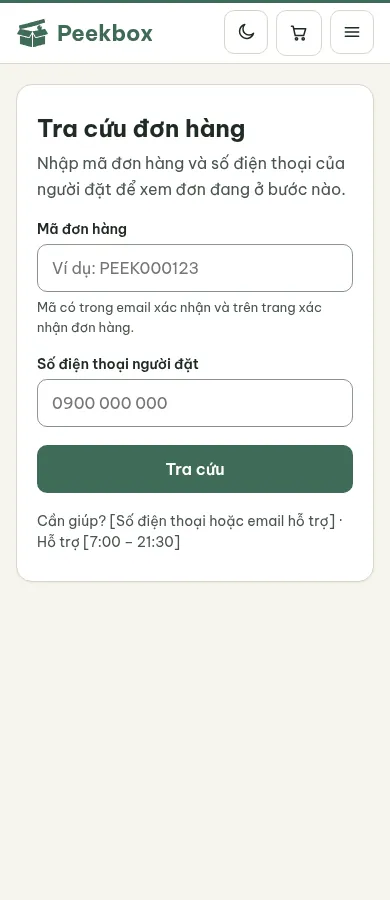 Peekbox
Tra cứu đơn hàng
Nhập mã đơn hàng và số điện thoại của
người đặt để xem đơn đang ở bước nào.
Mã đơn hàng
Ví dụ: PEEK000123
Mã có trong email xác nhận và trên trang xác
nhận đơn hàng.
Số điện thoại người đặt
0900 000 000
Tra cứu
Cần giúp? [Số điện thoại hoặc email hỗ trợ] ·
Hỗ trợ [7:00 – 21:30]